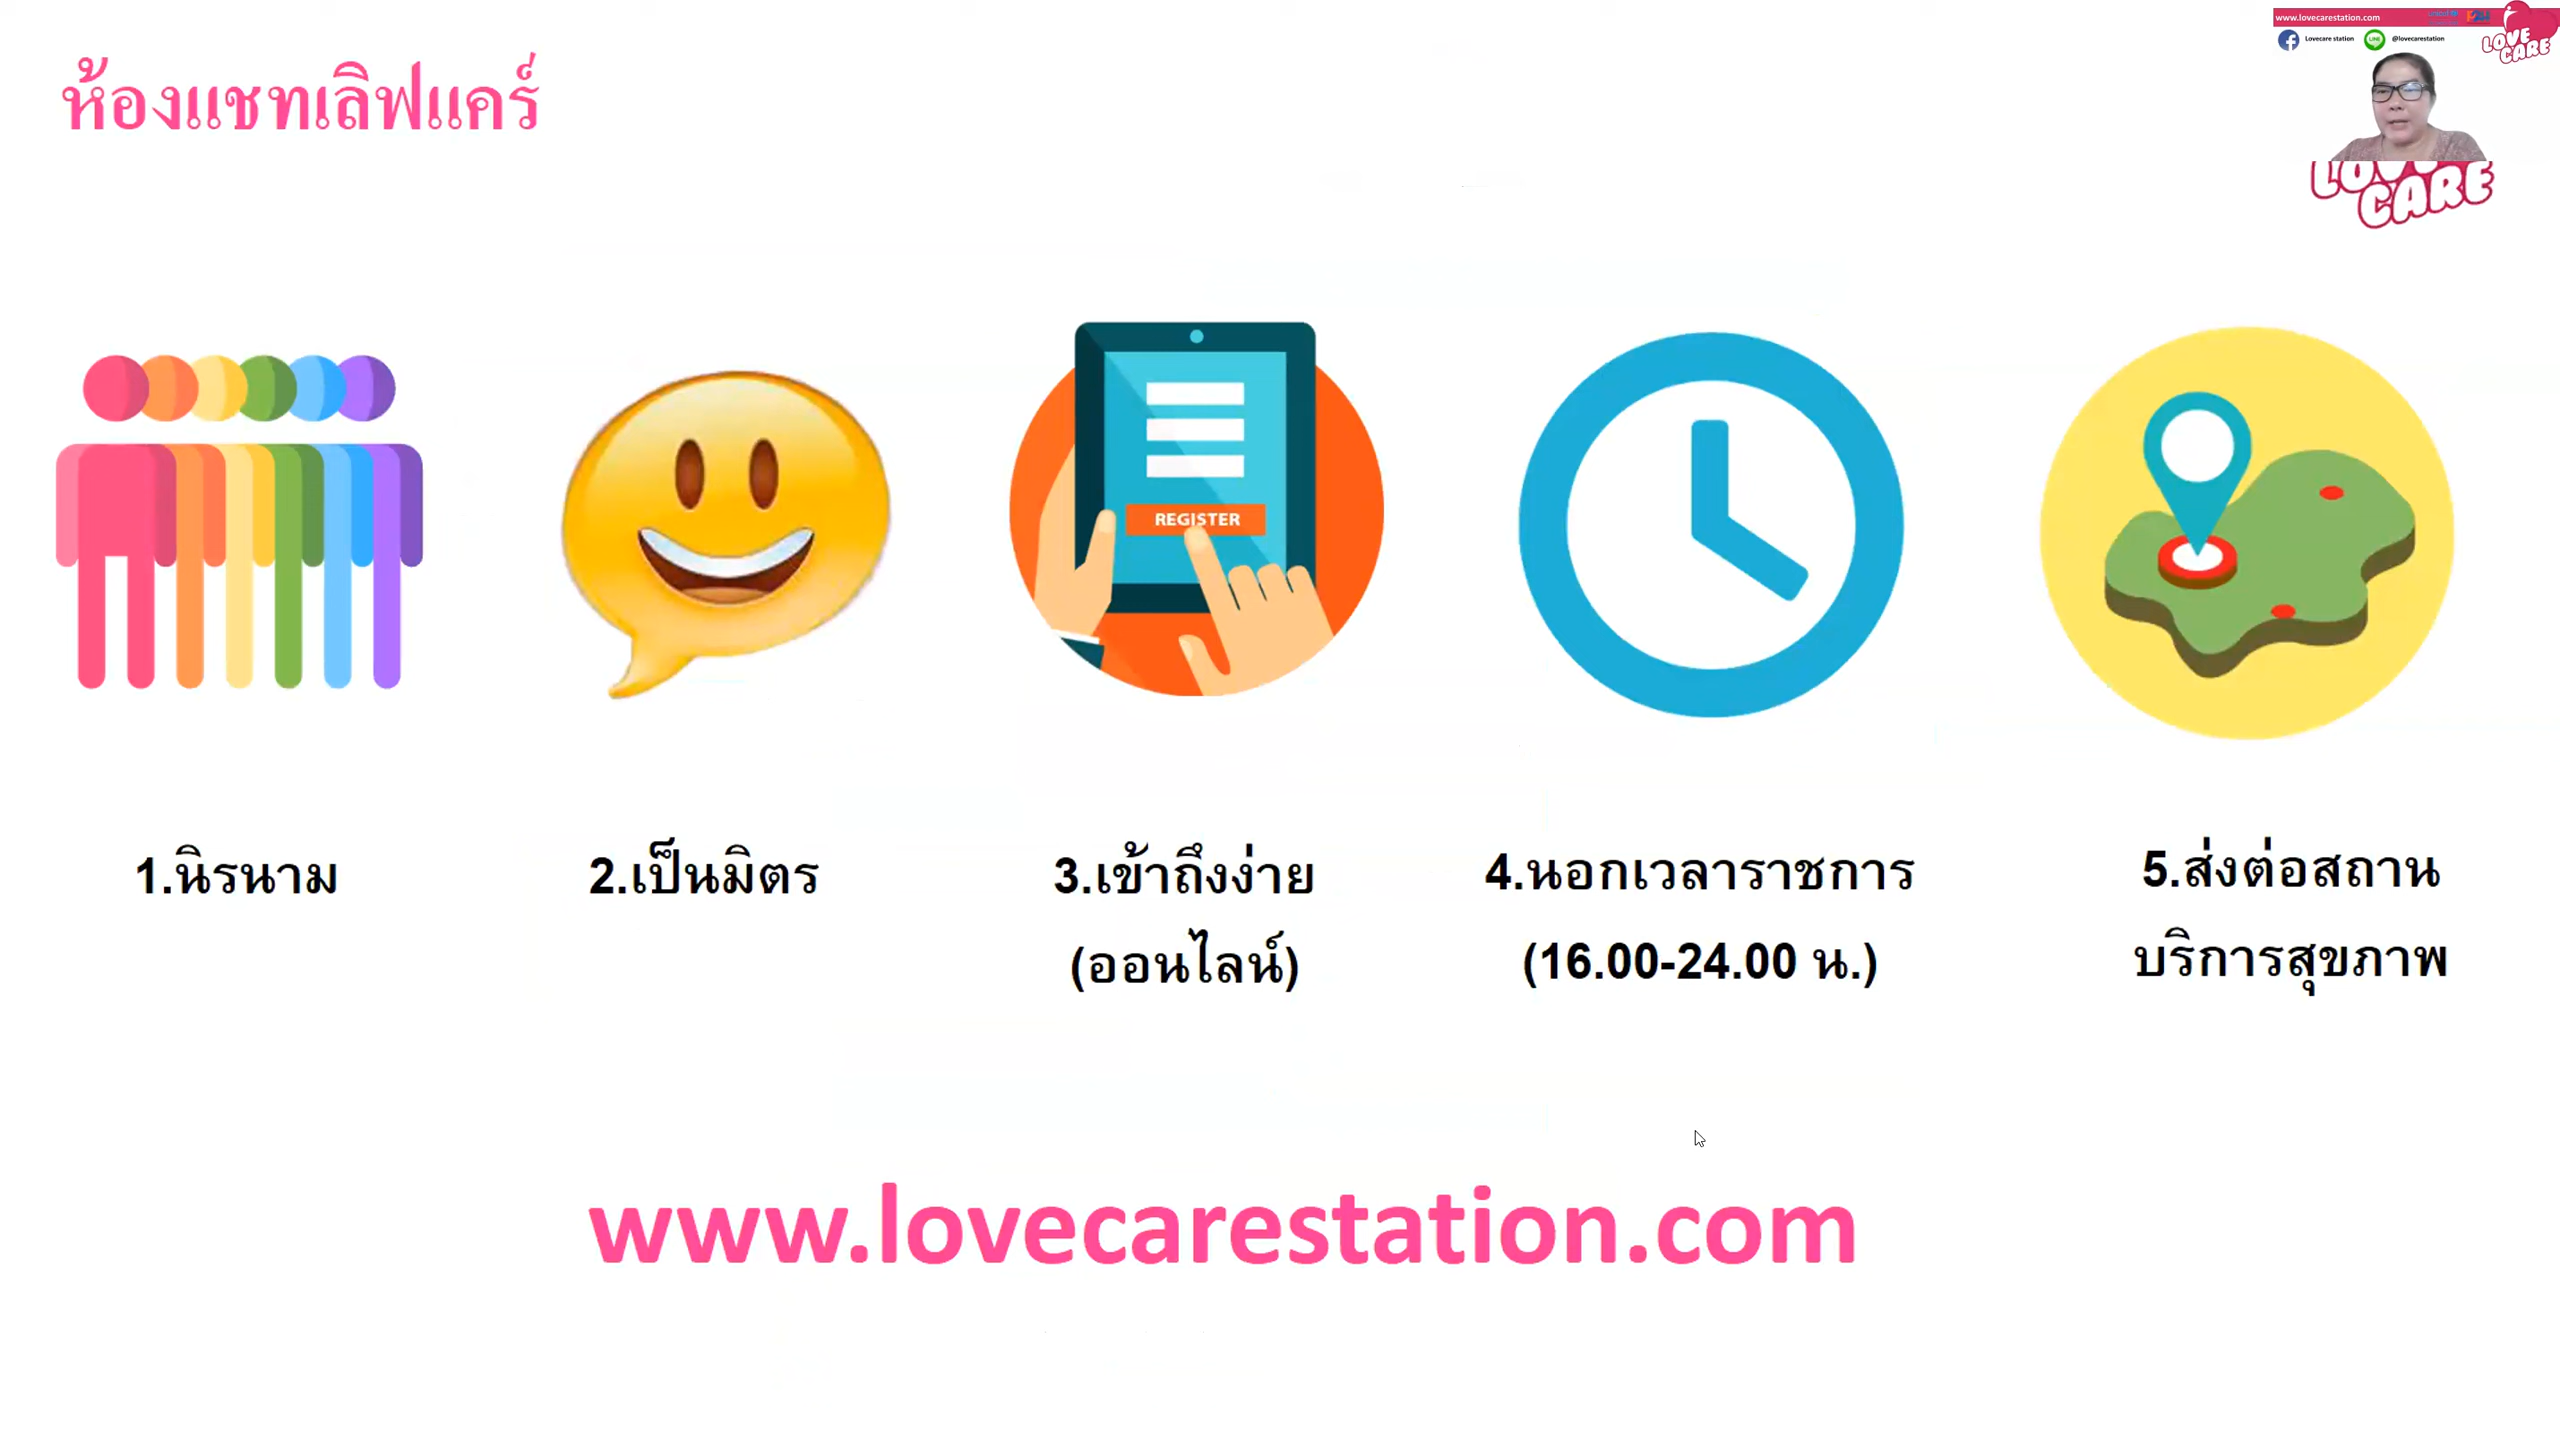 www.lovecarestation.com
Lovecare station
@lovecarestation
LOVE
CARE
ห้องแชทเลิฟแคร์
CARE
REGISTER
1.นิรนาม
2.เป็นมิตร
3.เข้าถึงง่าย
(ออนไลน์)
4.นอกเวลาราชการ
(16.00-24.00 น.)
5.ส่งต่อสถาน
บริการสุขภาพ
www.lovecarestation.com